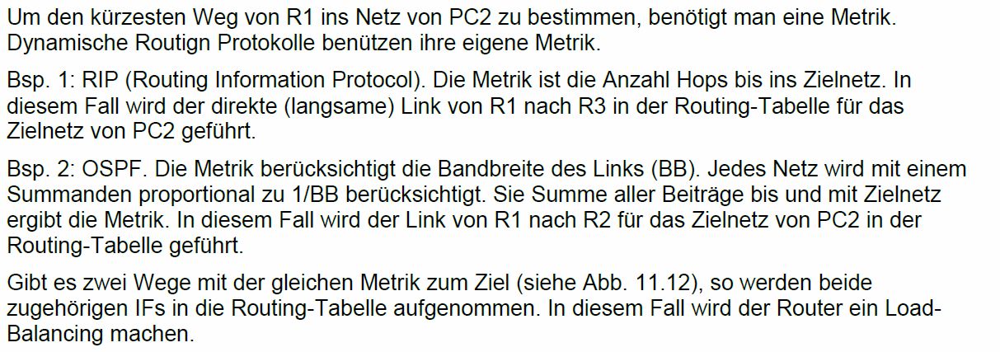 Um den kürzesten Weg von R1 ins Netz von PC2 zu bestimmen, benötigt man eine Metrik.
Dynamische Routign Protokolle benützen ihre eigene Metrik.
Bsp. 1: RIP (Routing Information Protocol). Die Metrik ist die Anzahl Hops bis ins Zielnetz. In
diesem Fall wird der direkte (langsame) Link von R1 nach R3 in der Routing-Tabelle für das
Zielnetz von PC2 geführt.
Bsp. 2: OSPF. Die Metrik berücksichtigt die Bandbreite des Links (BB). Jedes Netz wird mit einem
Summanden proportional zu 1/BB berücksichtigt. Sie Summe aller Beiträge bis und mit Zielnetz
ergibt die Metrik. In diesem Fall wird der Link von R1 nach R2 für das Zielnetz von PC2 in der
Routing-Tabelle geführt.
Gibt es zwei Wege mit der gleichen Metrik zum Ziel (siehe Abb. 11.12), so werden beide
zugehörigen IFs in die Routing-Tabelle aufgenommen. In diesem Fall wird der Router ein Load-
Balancing machen.